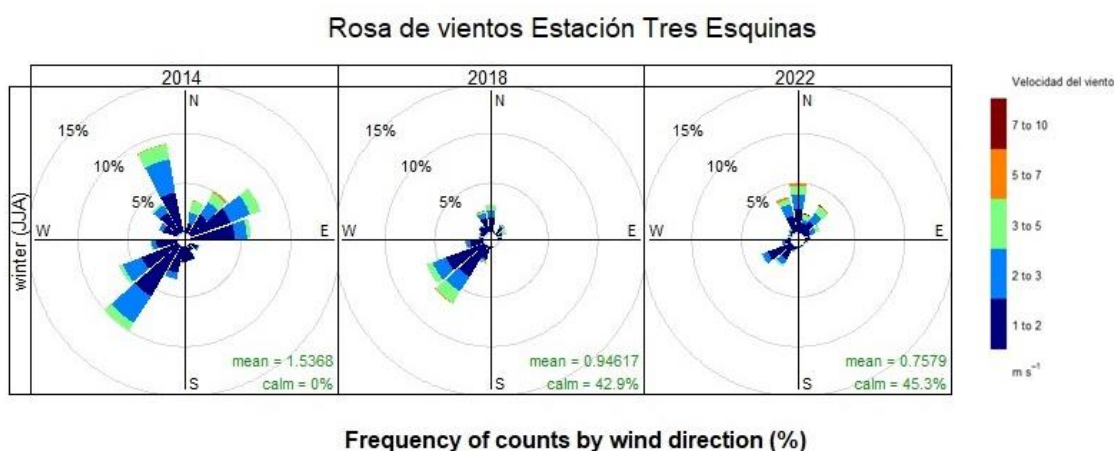 Rosa de vientos Estación Tres Esquinas
2014
2018
2022
winter (JJA)
N
15%
10%
5%
W
E
S
mean = 1.5368
calm = 0%
N
15%
10%
5%
W
E
S
mean = 0.94617
calm = 42.9%
N
15%
10%
5%
W
E
S
mean = 0.7579
calm = 45.3%
Velocidad del viento
7 to 10
5 to 7
3 to 5
2 to 3
1 to 2
m s⁻¹
Frequency of counts by wind direction (%)